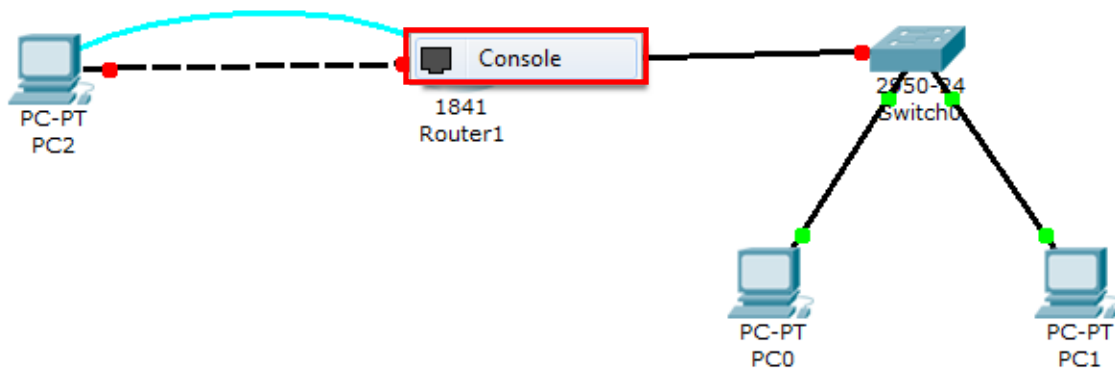 Console
PC-PT
PC2
1841
Router1
2950-24
Switch0
PC-PT
PC0
PC-PT
PC1